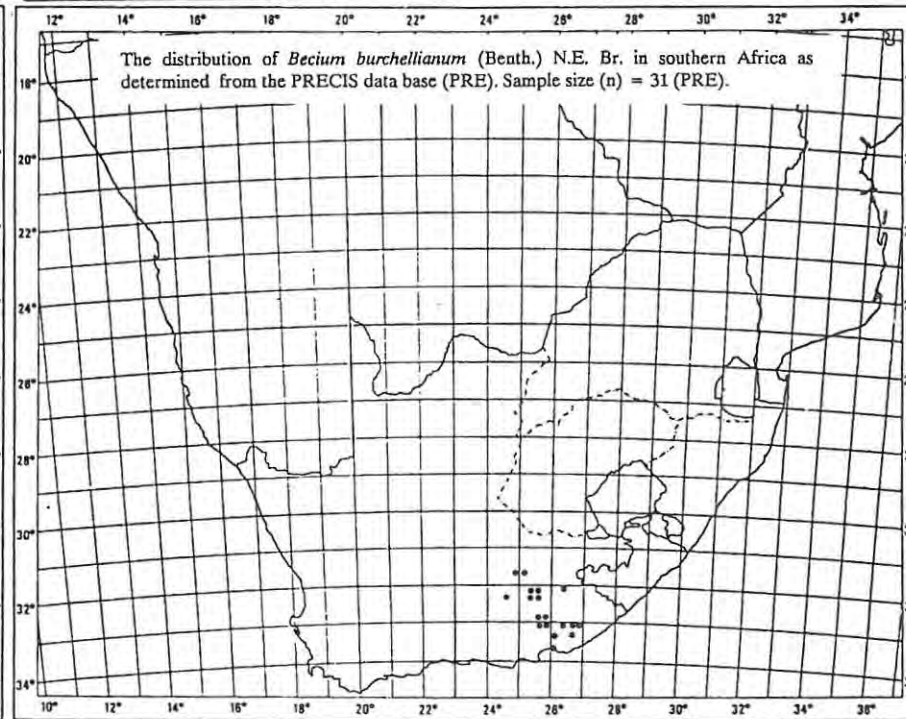 12° 14° 16° 18° 20° 22° 24° 26° 28° 30° 32° 34°
The distribution of Becium burchellianum (Benth.) N.E. Br. in southern Africa as
determined from the PRECIS data base (PRE). Sample size (n) = 31 (PRE).
18°
20°
22°
24°
26°
28°
30°
32°
34°
10° 12° 14° 16° 18° 20° 22° 24° 26° 28° 30° 32° 34° 36°